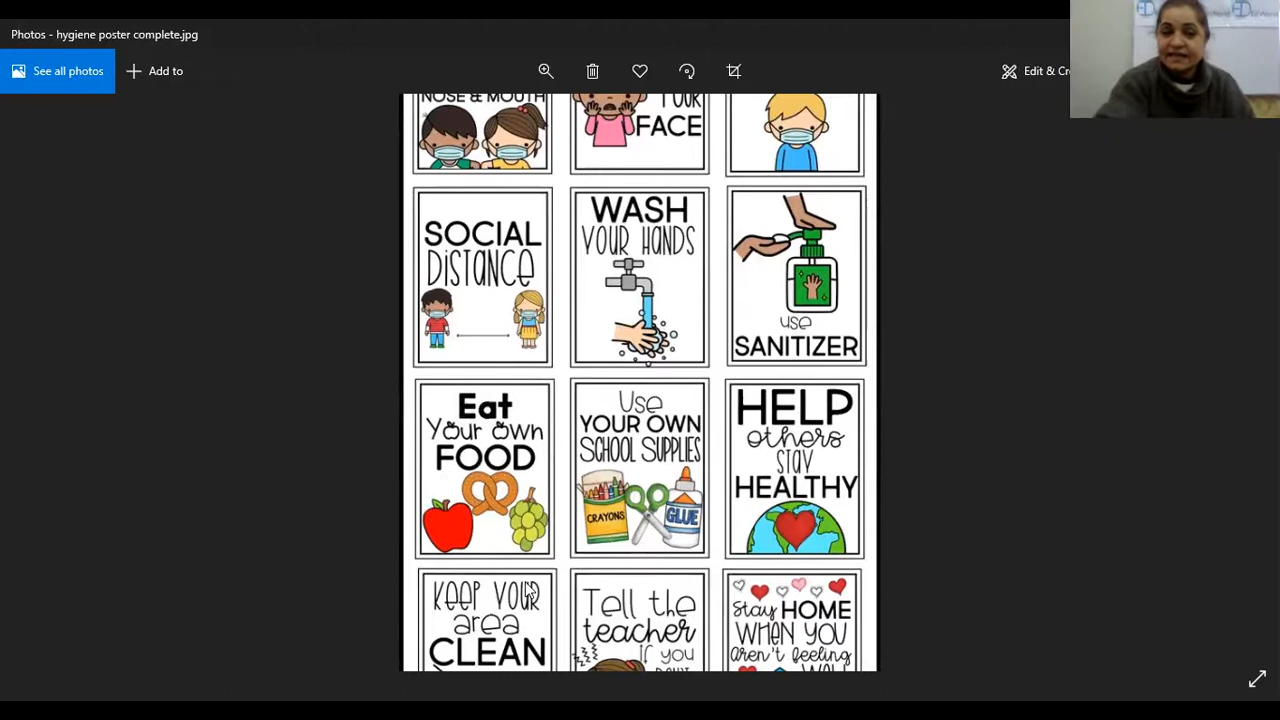 Photos - hygiene poster complete.jpg
See all photos
Add to
Edit & Cr
NOSE & MOUTH
YOUR
FACE
SOCIAL
DISTANCE
WASH
YOUR HANDS
use
SANITIZER
Eat
Your own
FOOD
Use
YOUR OWN
SCHOOL SUPPLIES
CRAYONS
GLUE
HELP
others
STAY
HEALTHY
KEEP YOUR
area
CLEAN
Tell the
teacher
if you
Stay HOME
WHEN YOU
Aren't feeling